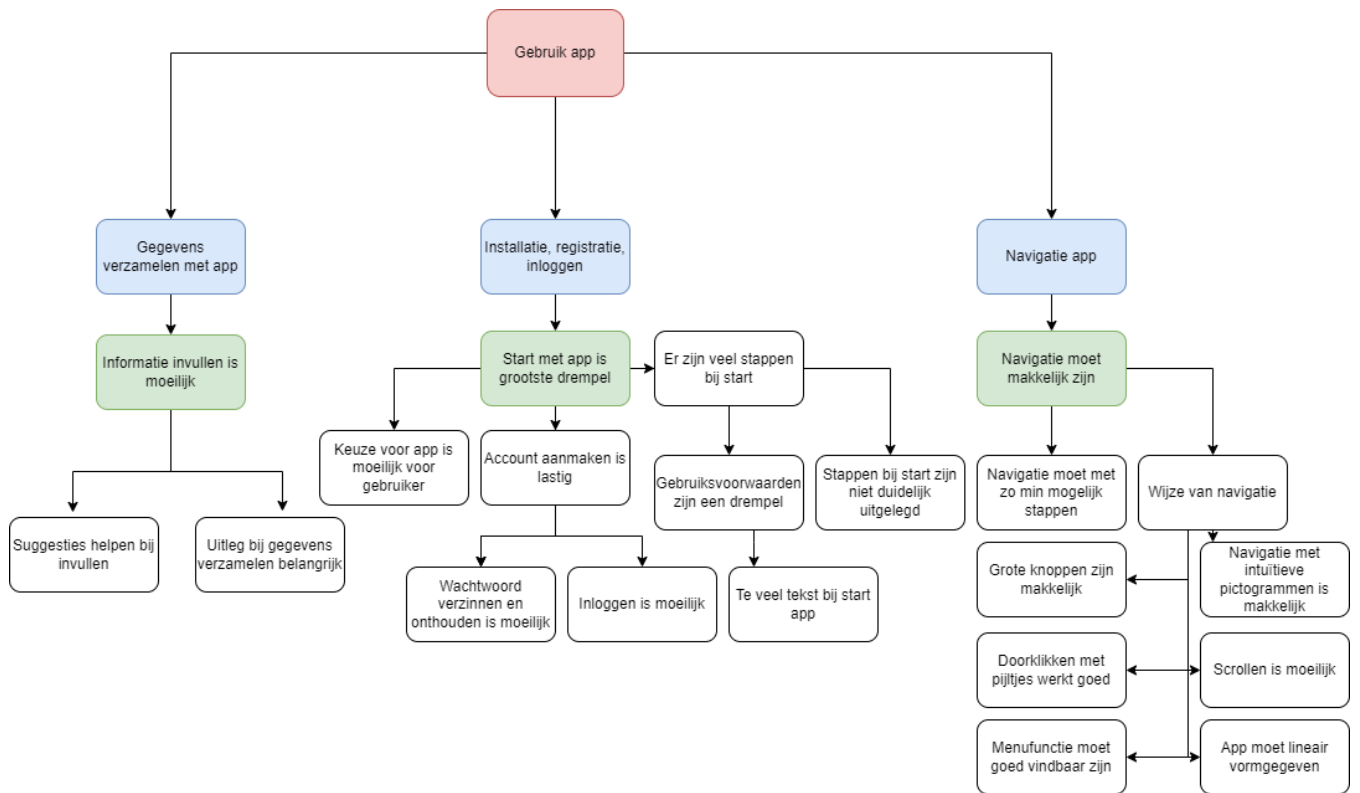 Gebruik app
Gegevens
verzamelen met app
Installatie, registratie,
inloggen
Navigatie app
Informatie invullen is
moeilijk
Start met app is
grootste drempel
Er zijn veel stappen
bij start
Navigatie moet
makkelijk zijn
Keuze voor app is
moeilijk voor
gebruiker
Account aanmaken is
lastig
Gebruiksvoorwaarden
zijn een drempel
Stappen bij start zijn
niet duidelijk
uitgelegd
Navigatie moet met
zo min mogelijk
stappen
Wijze van navigatie
Suggesties helpen bij
invullen
Uitleg bij gegevens
verzamelen belangrijk
Wachtwoord
verzinnen en
onthouden is moeilijk
Inloggen is moeilijk
Te veel tekst bij start
app
Grote knoppen zijn
makkelijk
Navigatie met
intuïtieve
pictogrammen is
makkelijk
Doorklikken met
pijltjes werkt goed
Scrollen is moeilijk
Menufunctie moet
goed vindbaar zijn
App moet lineair
vormgegeven